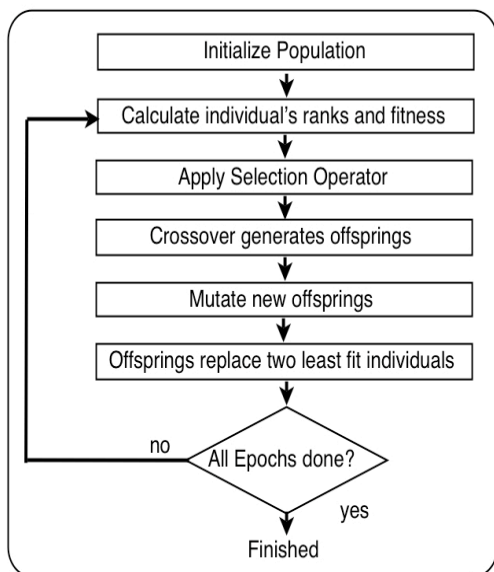 Initialize Population
Calculate individual's ranks and fitness
Apply Selection Operator
Crossover generates offsprings
Mutate new offsprings
Offsprings replace two least fit individuals
All Epochs done?
no
yes
Finished